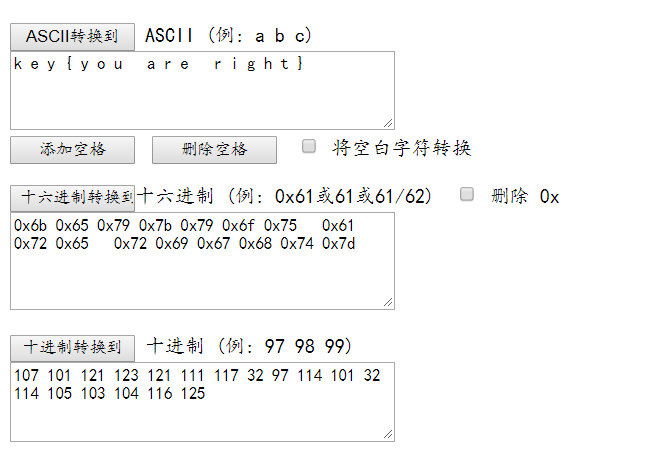 ASCII转换到 ASCII (例: a b c)
k e y { y o u   a r e   r i g h t }
添加空格 删除空格 将空白字符转换
十六进制转换到 十六进制 (例: 0x61或61或61/62) 删除 0x
0x6b 0x65 0x79 0x7b 0x79 0x6f 0x75   0x61
0x72 0x65   0x72 0x69 0x67 0x68 0x74 0x7d
十进制转换到 十进制 (例: 97 98 99)
107 101 121 123 121 111 117 32 97 114 101 32
114 105 103 104 116 125